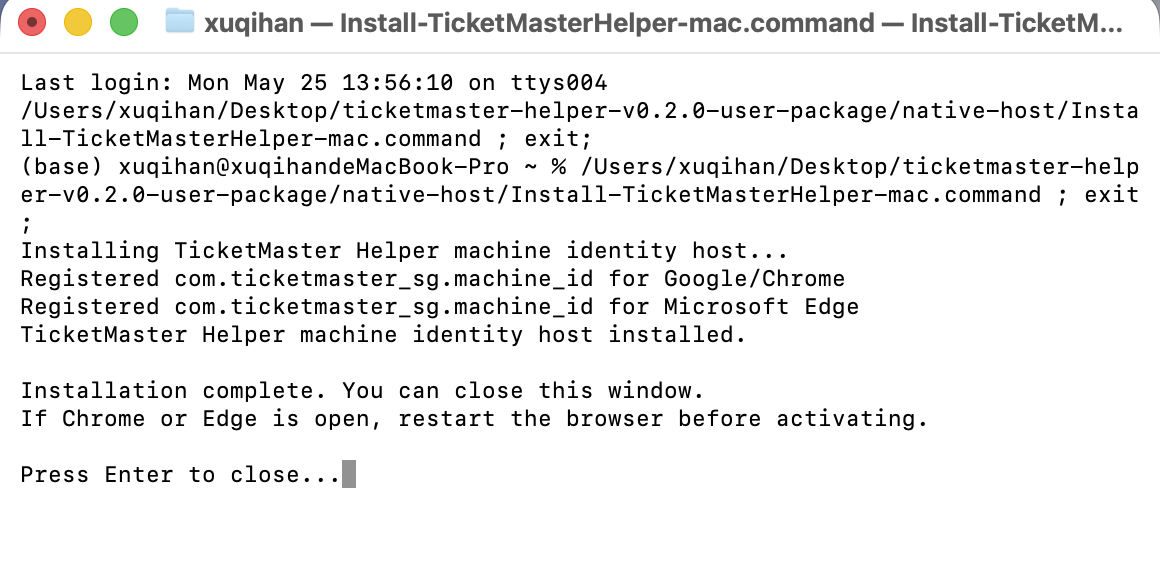 xuqihan — Install-TicketMasterHelper-mac.command — Install-TicketM...
Last login: Mon May 25 13:56:10 on ttys004
/Users/xuqihan/Desktop/ticketmaster-helper-v0.2.0-user-package/native-host/Insta
ll-TicketMasterHelper-mac.command ; exit;
(base) xuqihan@xuqihandeMacBook-Pro ~ % /Users/xuqihan/Desktop/ticketmaster-help
er-v0.2.0-user-package/native-host/Install-TicketMasterHelper-mac.command ; exit
;
Installing TicketMaster Helper machine identity host...
Registered com.ticketmaster_sg.machine_id for Google/Chrome
Registered com.ticketmaster_sg.machine_id for Microsoft Edge
TicketMaster Helper machine identity host installed.
Installation complete. You can close this window.
If Chrome or Edge is open, restart the browser before activating.
Press Enter to close...